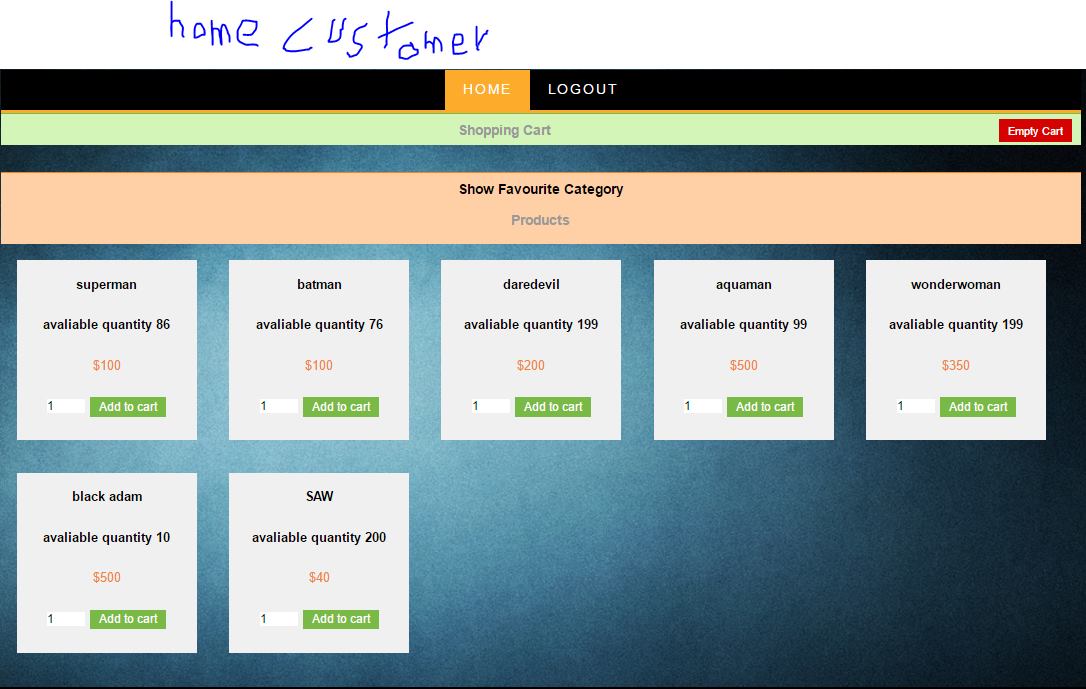 home customer
HOME LOGOUT
Shopping Cart Empty Cart
Show Favourite Category
Products
superman batman daredevil aquaman wonderwoman
avaliable quantity 86 avaliable quantity 76 avaliable quantity 199 avaliable quantity 99 avaliable quantity 199
$100 $100 $200 $500 $350
1 Add to cart 1 Add to cart 1 Add to cart 1 Add to cart 1 Add to cart
black adam SAW
avaliable quantity 10 avaliable quantity 200
$500 $40
1 Add to cart 1 Add to cart